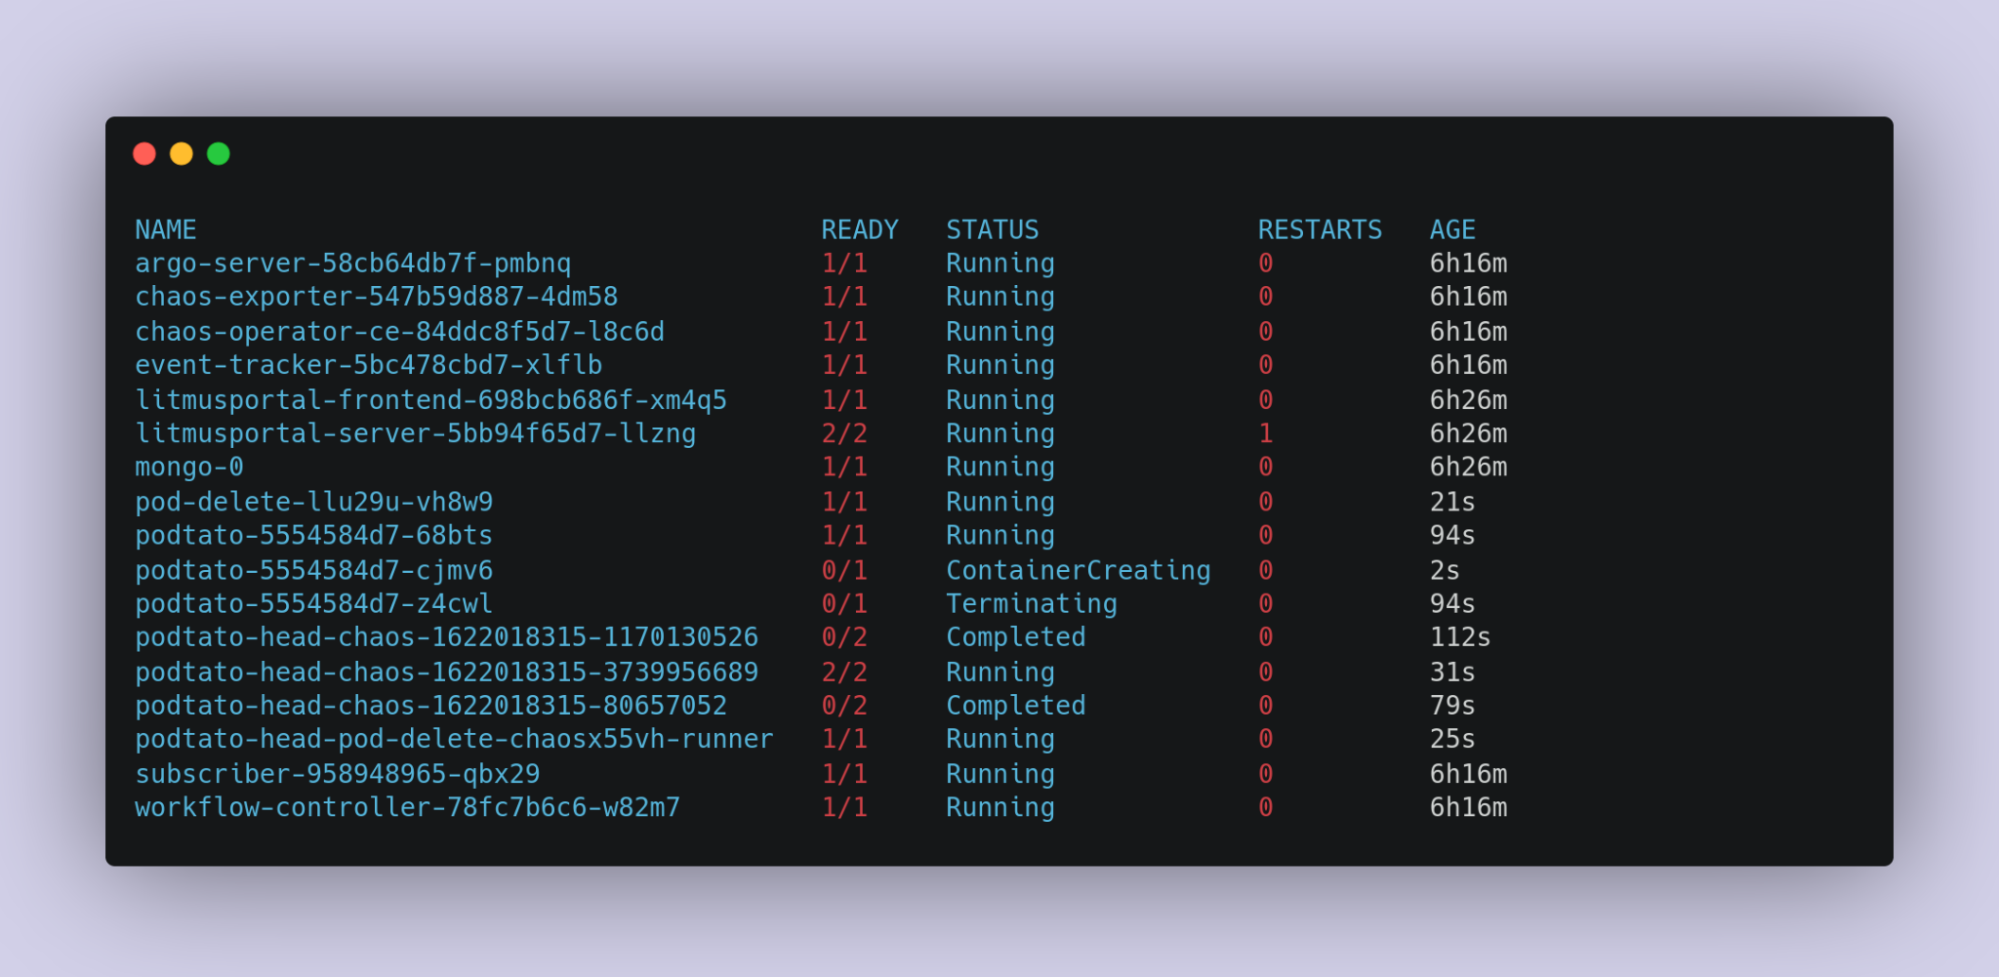 NAME READY STATUS RESTARTS AGE
argo-server-58cb64db7f-pmbnq 1/1 Running 0 6h16m
chaos-exporter-547b59d887-4dm58 1/1 Running 0 6h16m
chaos-operator-ce-84ddc8f5d7-l8c6d 1/1 Running 0 6h16m
event-tracker-5bc478cbd7-xlflb 1/1 Running 0 6h16m
litmusportal-frontend-698bcb686f-xm4q5 1/1 Running 0 6h26m
litmusportal-server-5bb94f65d7-llzng 2/2 Running 1 6h26m
mongo-0 1/1 Running 0 6h26m
pod-delete-llu29u-vh8w9 1/1 Running 0 21s
podtato-5554584d7-68bts 1/1 Running 0 94s
podtato-5554584d7-cjmv6 0/1 ContainerCreating 0 2s
podtato-5554584d7-z4cwl 0/1 Terminating 0 94s
podtato-head-chaos-1622018315-1170130526 0/2 Completed 0 112s
podtato-head-chaos-1622018315-3739956689 2/2 Running 0 31s
podtato-head-chaos-1622018315-80657052 0/2 Completed 0 79s
podtato-head-pod-delete-chaosx55vh-runner 1/1 Running 0 25s
subscriber-958948965-qbx29 1/1 Running 0 6h16m
workflow-controller-78fc7b6c6-w82m7 1/1 Running 0 6h16m